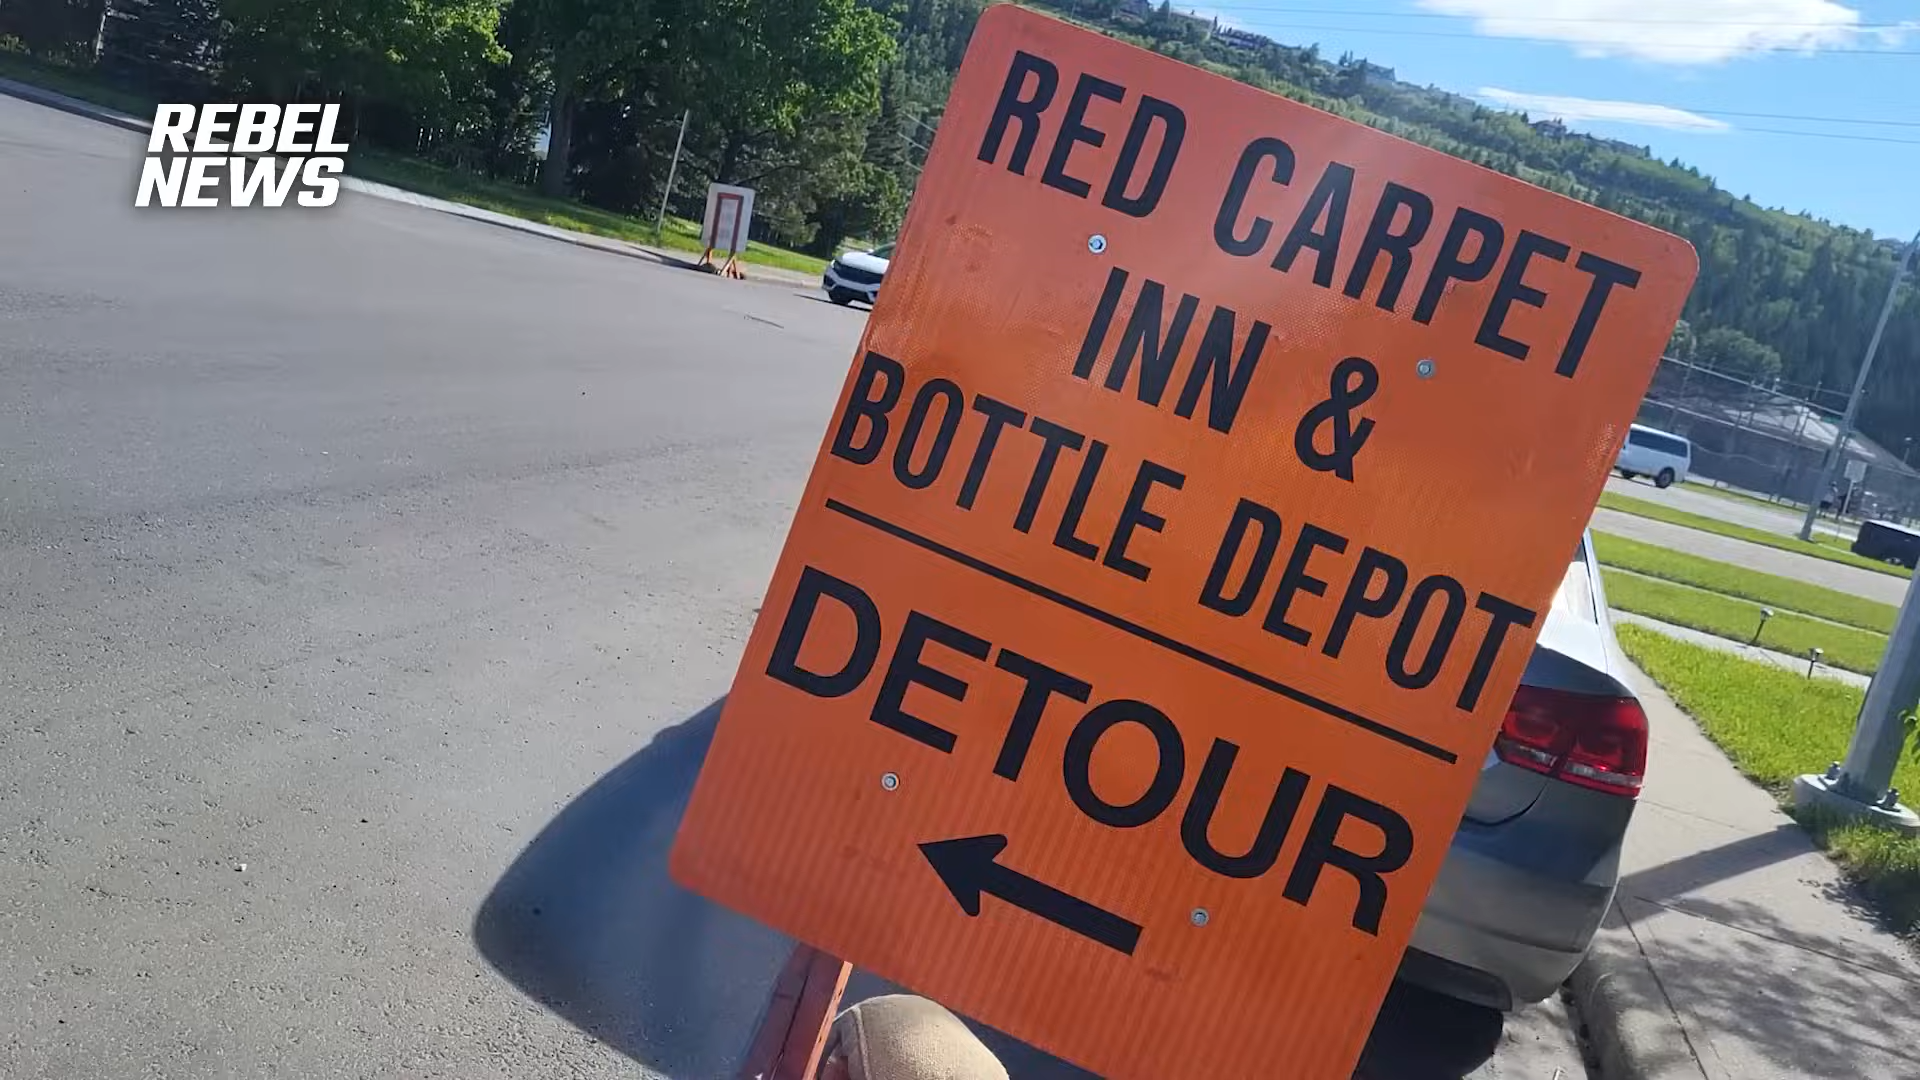 REBEL
NEWS
RED CARPET
INN &
BOTTLE DEPOT
DETOUR